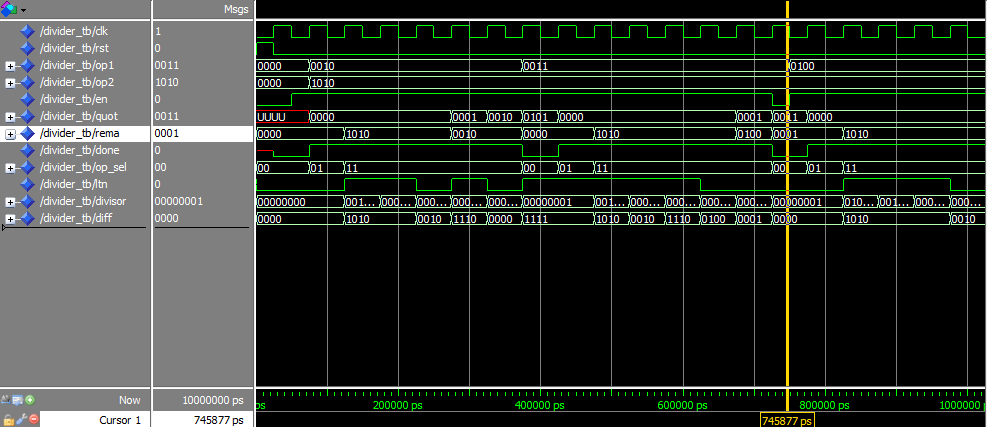 Msgs
/divider_tb/clk 1
/divider_tb/rst 0
/divider_tb/op1 0011 0000 0010 0011 0100
/divider_tb/op2 1010 0000 1010
/divider_tb/en 0
/divider_tb/quot 0011 UUUU 0000 0001 0010 0101 0000 0001 0011 0000
/divider_tb/rema 0001 0000 1010 0010 0000 1010 0100 0001 1010
/divider_tb/done 0
/divider_tb/op_sel 00 00 01 11 00 01 11 00 01 11
/divider_tb/ltn 0
/divider_tb/divisor 00000001 00000000 001... 000... 000... 000... 00000001 001... 000... 000... 000... 00000001 010... 001... 000... 000...
/divider_tb/diff 0000 0000 1010 0010 1110 0000 1111 1010 0010 1110 0100 0001 0000 1010 0010
Now 10000000 ps ps 200000 ps 400000 ps 600000 ps 800000 ps 1000000
Cursor 1 745877 ps 745877 ps